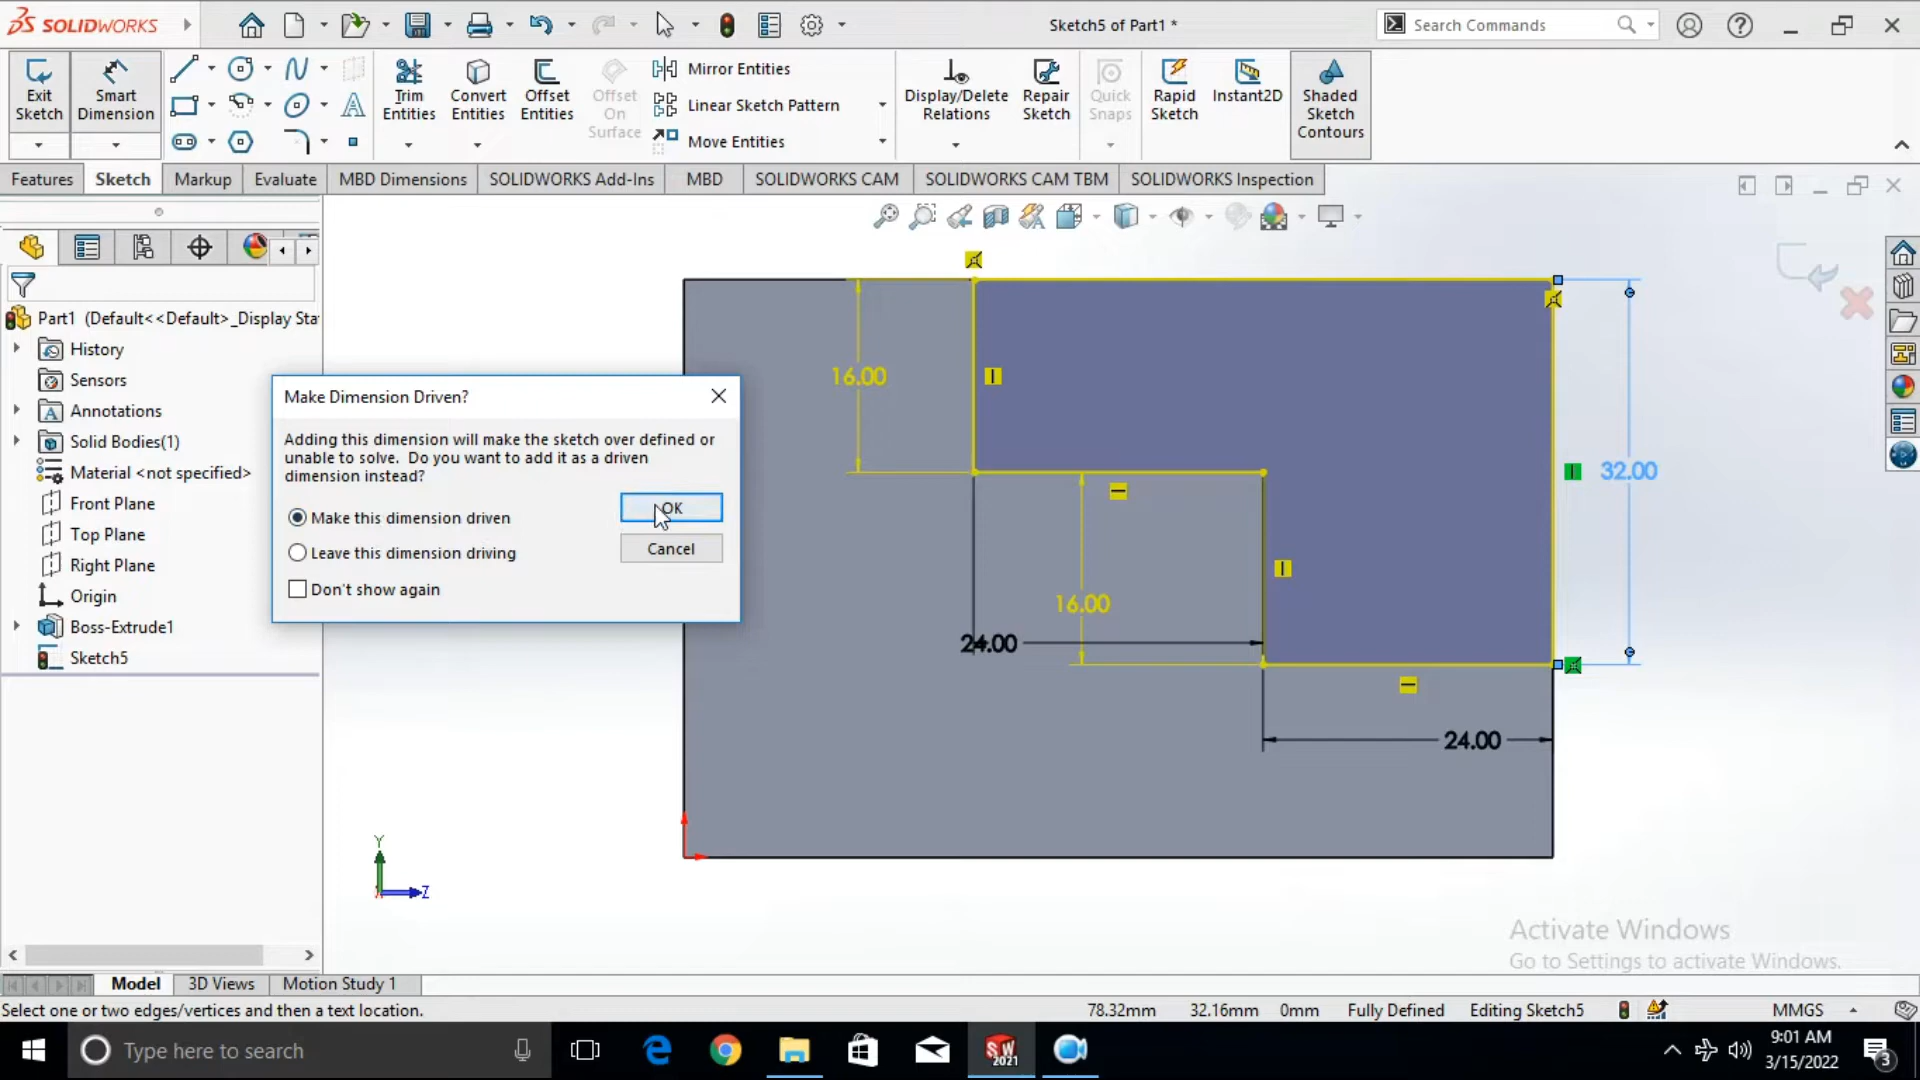 SOLIDWORKS
Sketch5 of Part1 *
Search Commands
Exit Sketch
Smart Dimension
Trim Entities
Convert Entities
Offset Entities
Offset On Surface
Mirror Entities
Linear Sketch Pattern
Move Entities
Display/Delete Relations
Repair Sketch
Quick Snaps
Rapid Sketch
Instant2D
Shaded Sketch Contours
Features
Sketch
Markup
Evaluate
MBD Dimensions
SOLIDWORKS Add-Ins
MBD
SOLIDWORKS CAM
SOLIDWORKS CAM TBM
SOLIDWORKS Inspection
Part1 (Default<<Default>_Display Sta
History
Sensors
Annotations
Solid Bodies(1)
Material <not specified>
Front Plane
Top Plane
Right Plane
Origin
Boss-Extrude1
Sketch5
Make Dimension Driven?
Adding this dimension will make the sketch over defined or
unable to solve. Do you want to add it as a driven
dimension instead?
Make this dimension driven
OK
Leave this dimension driving
Cancel
Don't show again
16.00
32.00
16.00
24.00
24.00
Y
Z
Activate Windows
Go to Settings to activate Windows.
Model
3D Views
Motion Study 1
Select one or two edges/vertices and then a text location.
78.32mm
32.16mm
0mm
Fully Defined
Editing Sketch5
MMGS
Type here to search
SW
2021
9:01 AM
3/15/2022
3